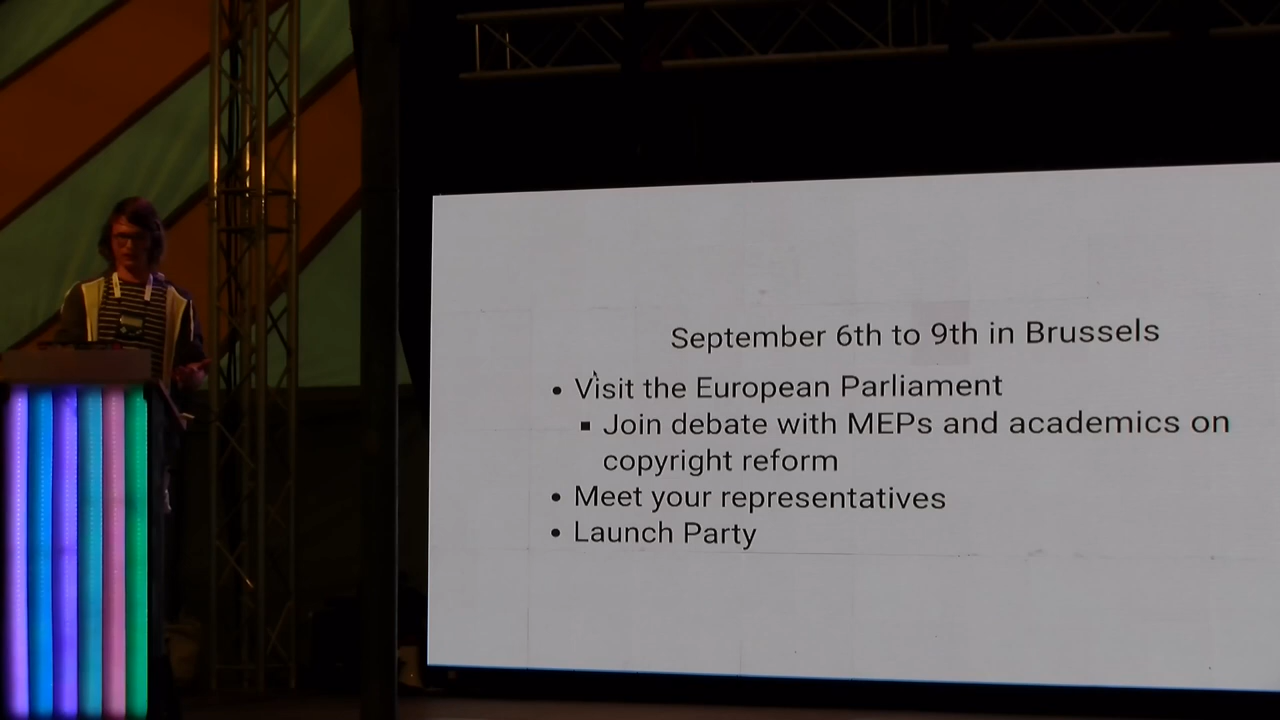 September 6th to 9th in Brussels
• Visit the European Parliament
▪ Join debate with MEPs and academics on
copyright reform
• Meet your representatives
• Launch Party